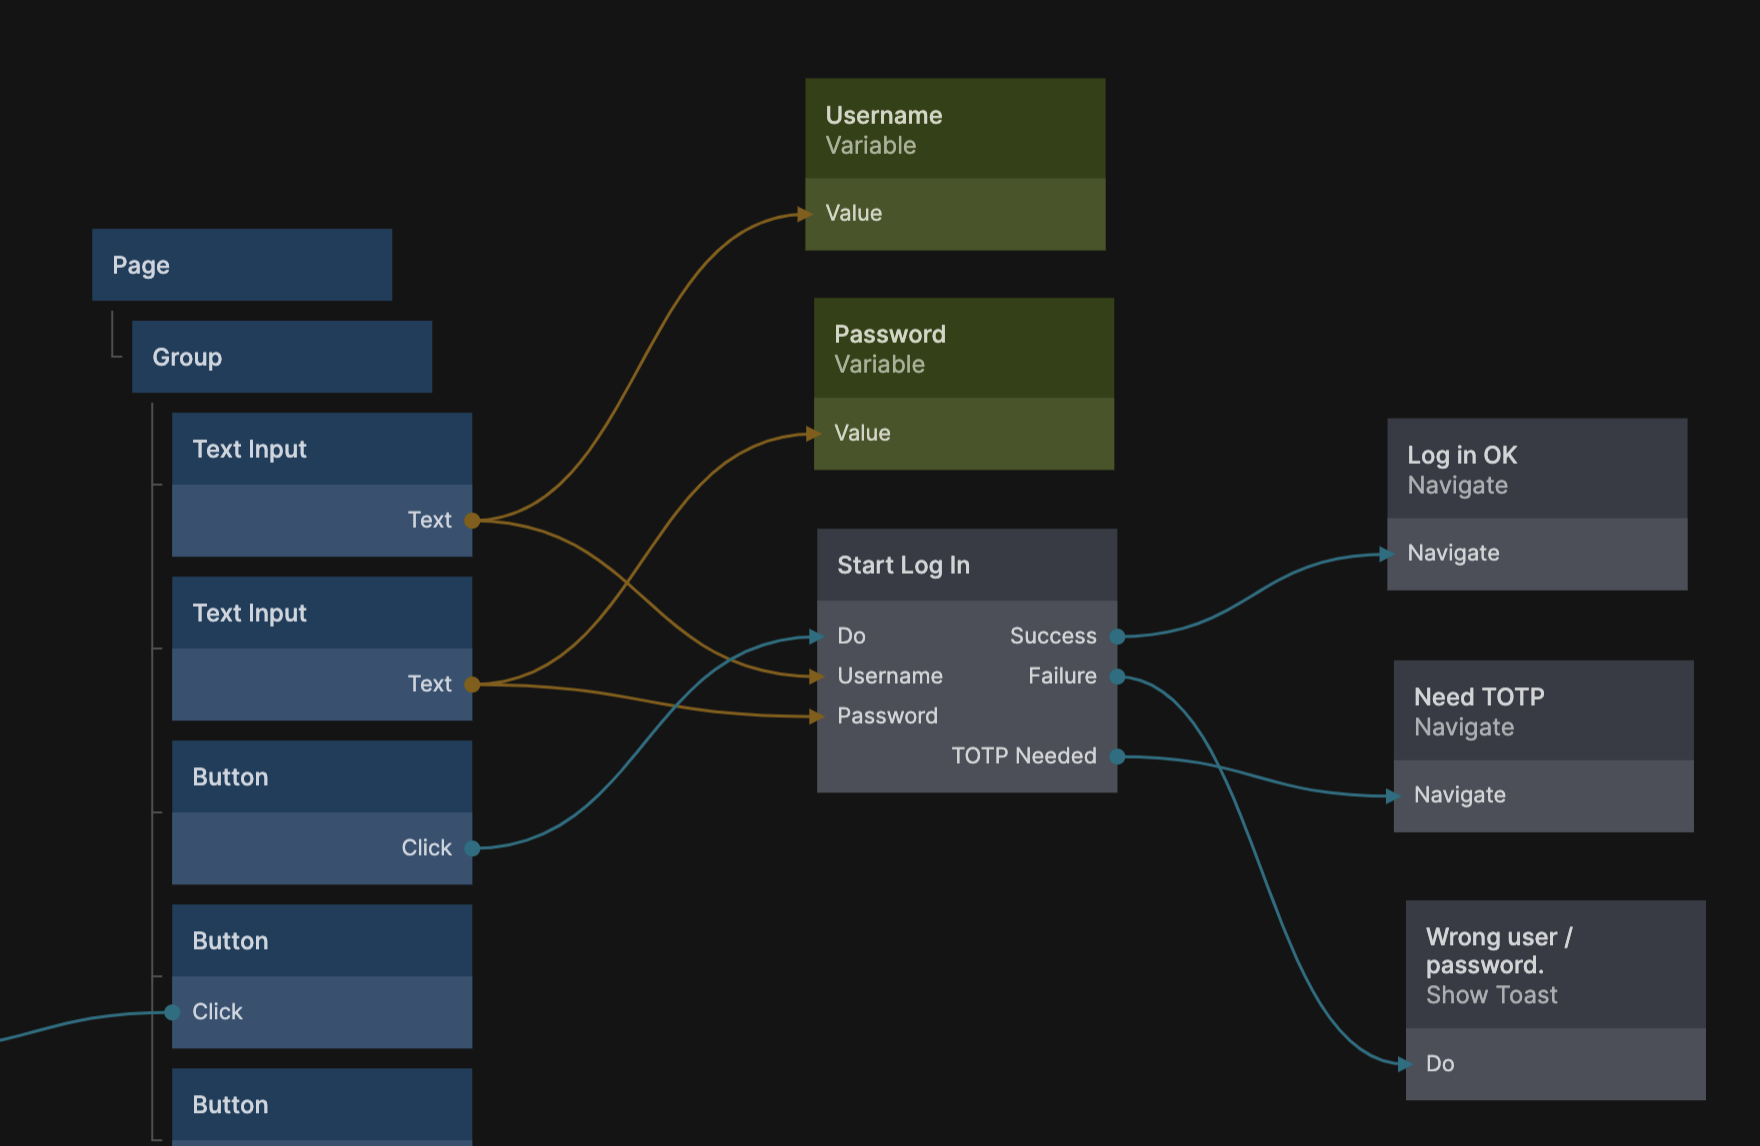 Page
Group
Text Input
Text
Text Input
Text
Button
Click
Button
Click
Button
Username
Variable
Value
Password
Variable
Value
Start Log In
Do
Success
Username
Failure
Password
TOTP Needed
Log in OK
Navigate
Navigate
Need TOTP
Navigate
Navigate
Wrong user /
password.
Show Toast
Do